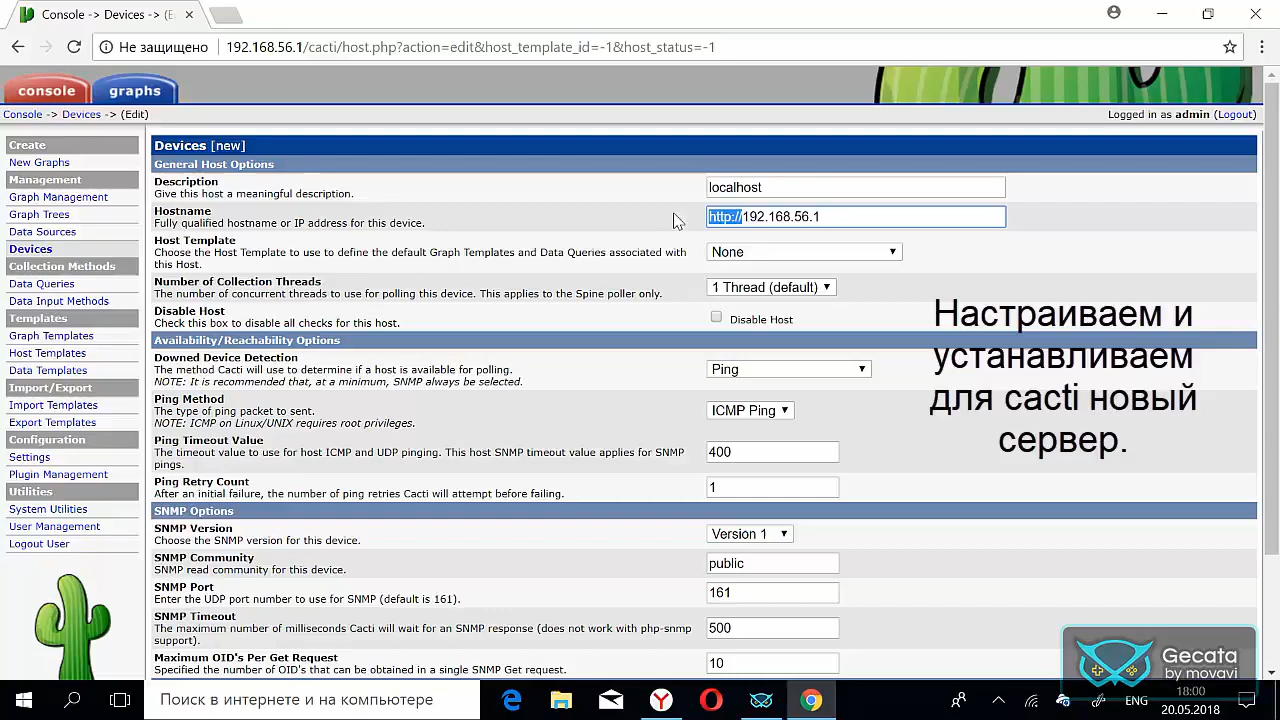 Console -> Devices -> (E
Не защищено
192.168.56.1/cacti/host.php?action=edit&host_template_id=-1&host_status=-1
console
graphs
Console -> Devices -> (Edit)
Logged in as admin (Logout)
Create
New Graphs
Management
Graph Management
Graph Trees
Data Sources
Devices
Collection Methods
Data Queries
Data Input Methods
Templates
Graph Templates
Host Templates
Data Templates
Import/Export
Import Templates
Export Templates
Configuration
Settings
Plugin Management
Utilities
System Utilities
User Management
Logout User
Devices [new]
General Host Options
Description
Give this host a meaningful description.
localhost
Hostname
Fully qualified hostname or IP address for this device.
http://192.168.56.1
Host Template
Choose the Host Template to use to define the default Graph Templates and Data Queries associated with
this Host.
None
Number of Collection Threads
The number of concurrent threads to use for polling this device. This applies to the Spine poller only.
1 Thread (default)
Disable Host
Check this box to disable all checks for this host.
Disable Host
Availability/Reachability Options
Downed Device Detection
The method Cacti will use to determine if a host is available for polling.
NOTE: It is recommended that, at a minimum, SNMP always be selected.
Ping
Ping Method
The type of ping packet to sent.
NOTE: ICMP on Linux/UNIX requires root privileges.
ICMP Ping
Ping Timeout Value
The timeout value to use for host ICMP and UDP pinging. This host SNMP timeout value applies for SNMP
pings.
400
Ping Retry Count
After an initial failure, the number of ping retries Cacti will attempt before failing.
1
SNMP Options
SNMP Version
Choose the SNMP version for this device.
Version 1
SNMP Community
SNMP read community for this device.
public
SNMP Port
Enter the UDP port number to use for SNMP (default is 161).
161
SNMP Timeout
The maximum number of milliseconds Cacti will wait for an SNMP response (does not work with php-snmp
support).
500
Maximum OID's Per Get Request
Specified the number of OID's that can be obtained in a single SNMP Get request.
10
Настраиваем и
устанавливаем
для cacti новый
сервер.
Gecata
by movavi
Поиск в интернете и на компьютере
ENG
18:00
20.05.2018